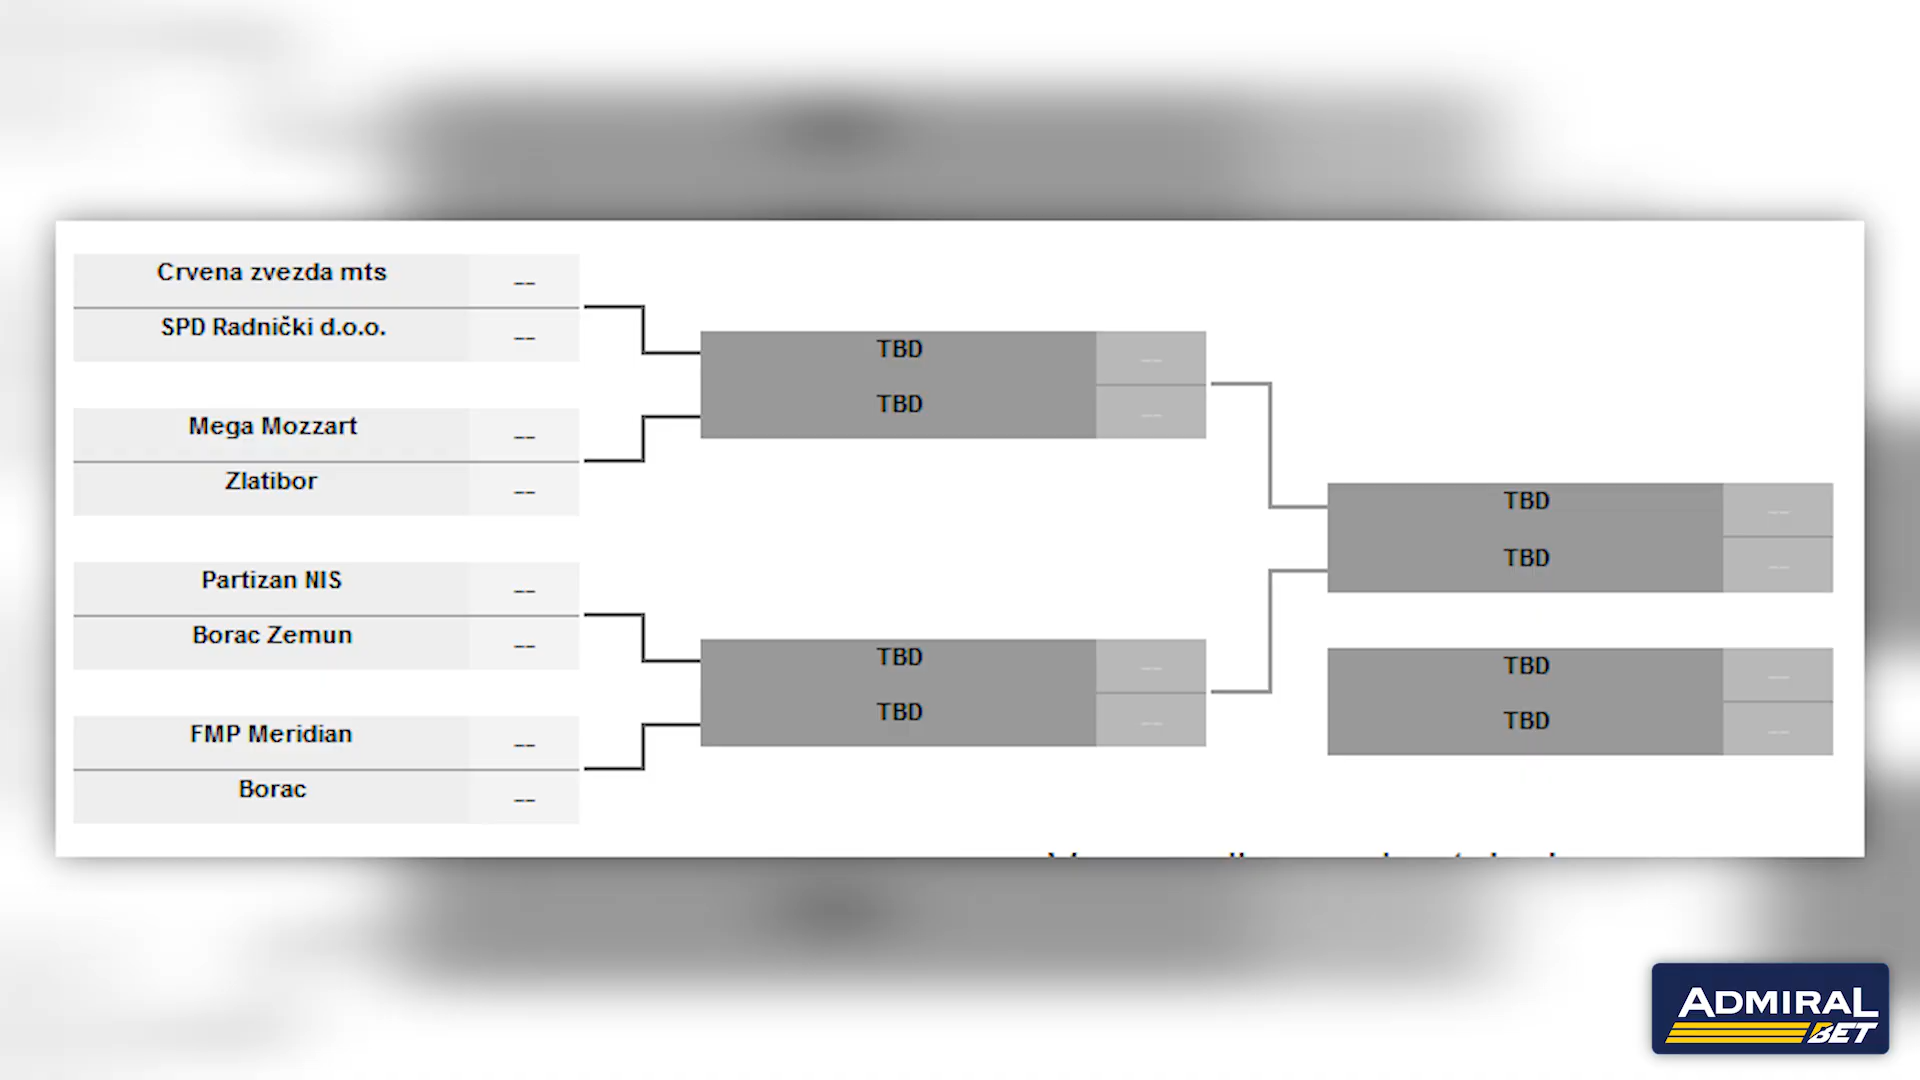 Crvena zvezda mts --
SPD Radnički d.o.o. --
Mega Mozzart --
Zlatibor --
Partizan NIS --
Borac Zemun --
FMP Meridian --
Borac --
TBD --
TBD --
TBD --
TBD --
TBD --
TBD --
TBD --
TBD --
ADMIRAL
BET